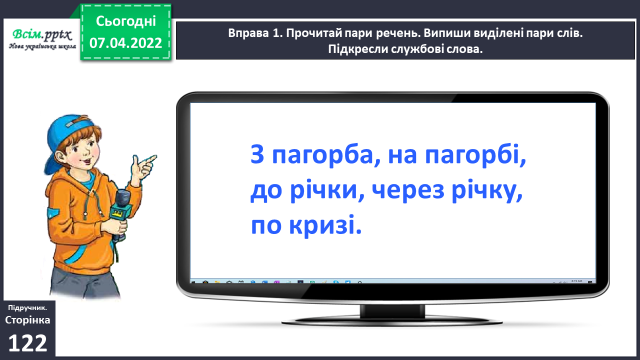 Всім.pptx
Нова українська школа
Сьогодні
07.04.2022
Вправа 1. Прочитай пари речень. Випиши виділені пари слів.
Підкресли службові слова.
З пагорба, на пагорбі,
до річки, через річку,
по кризі.
Підручник.
Сторінка
122